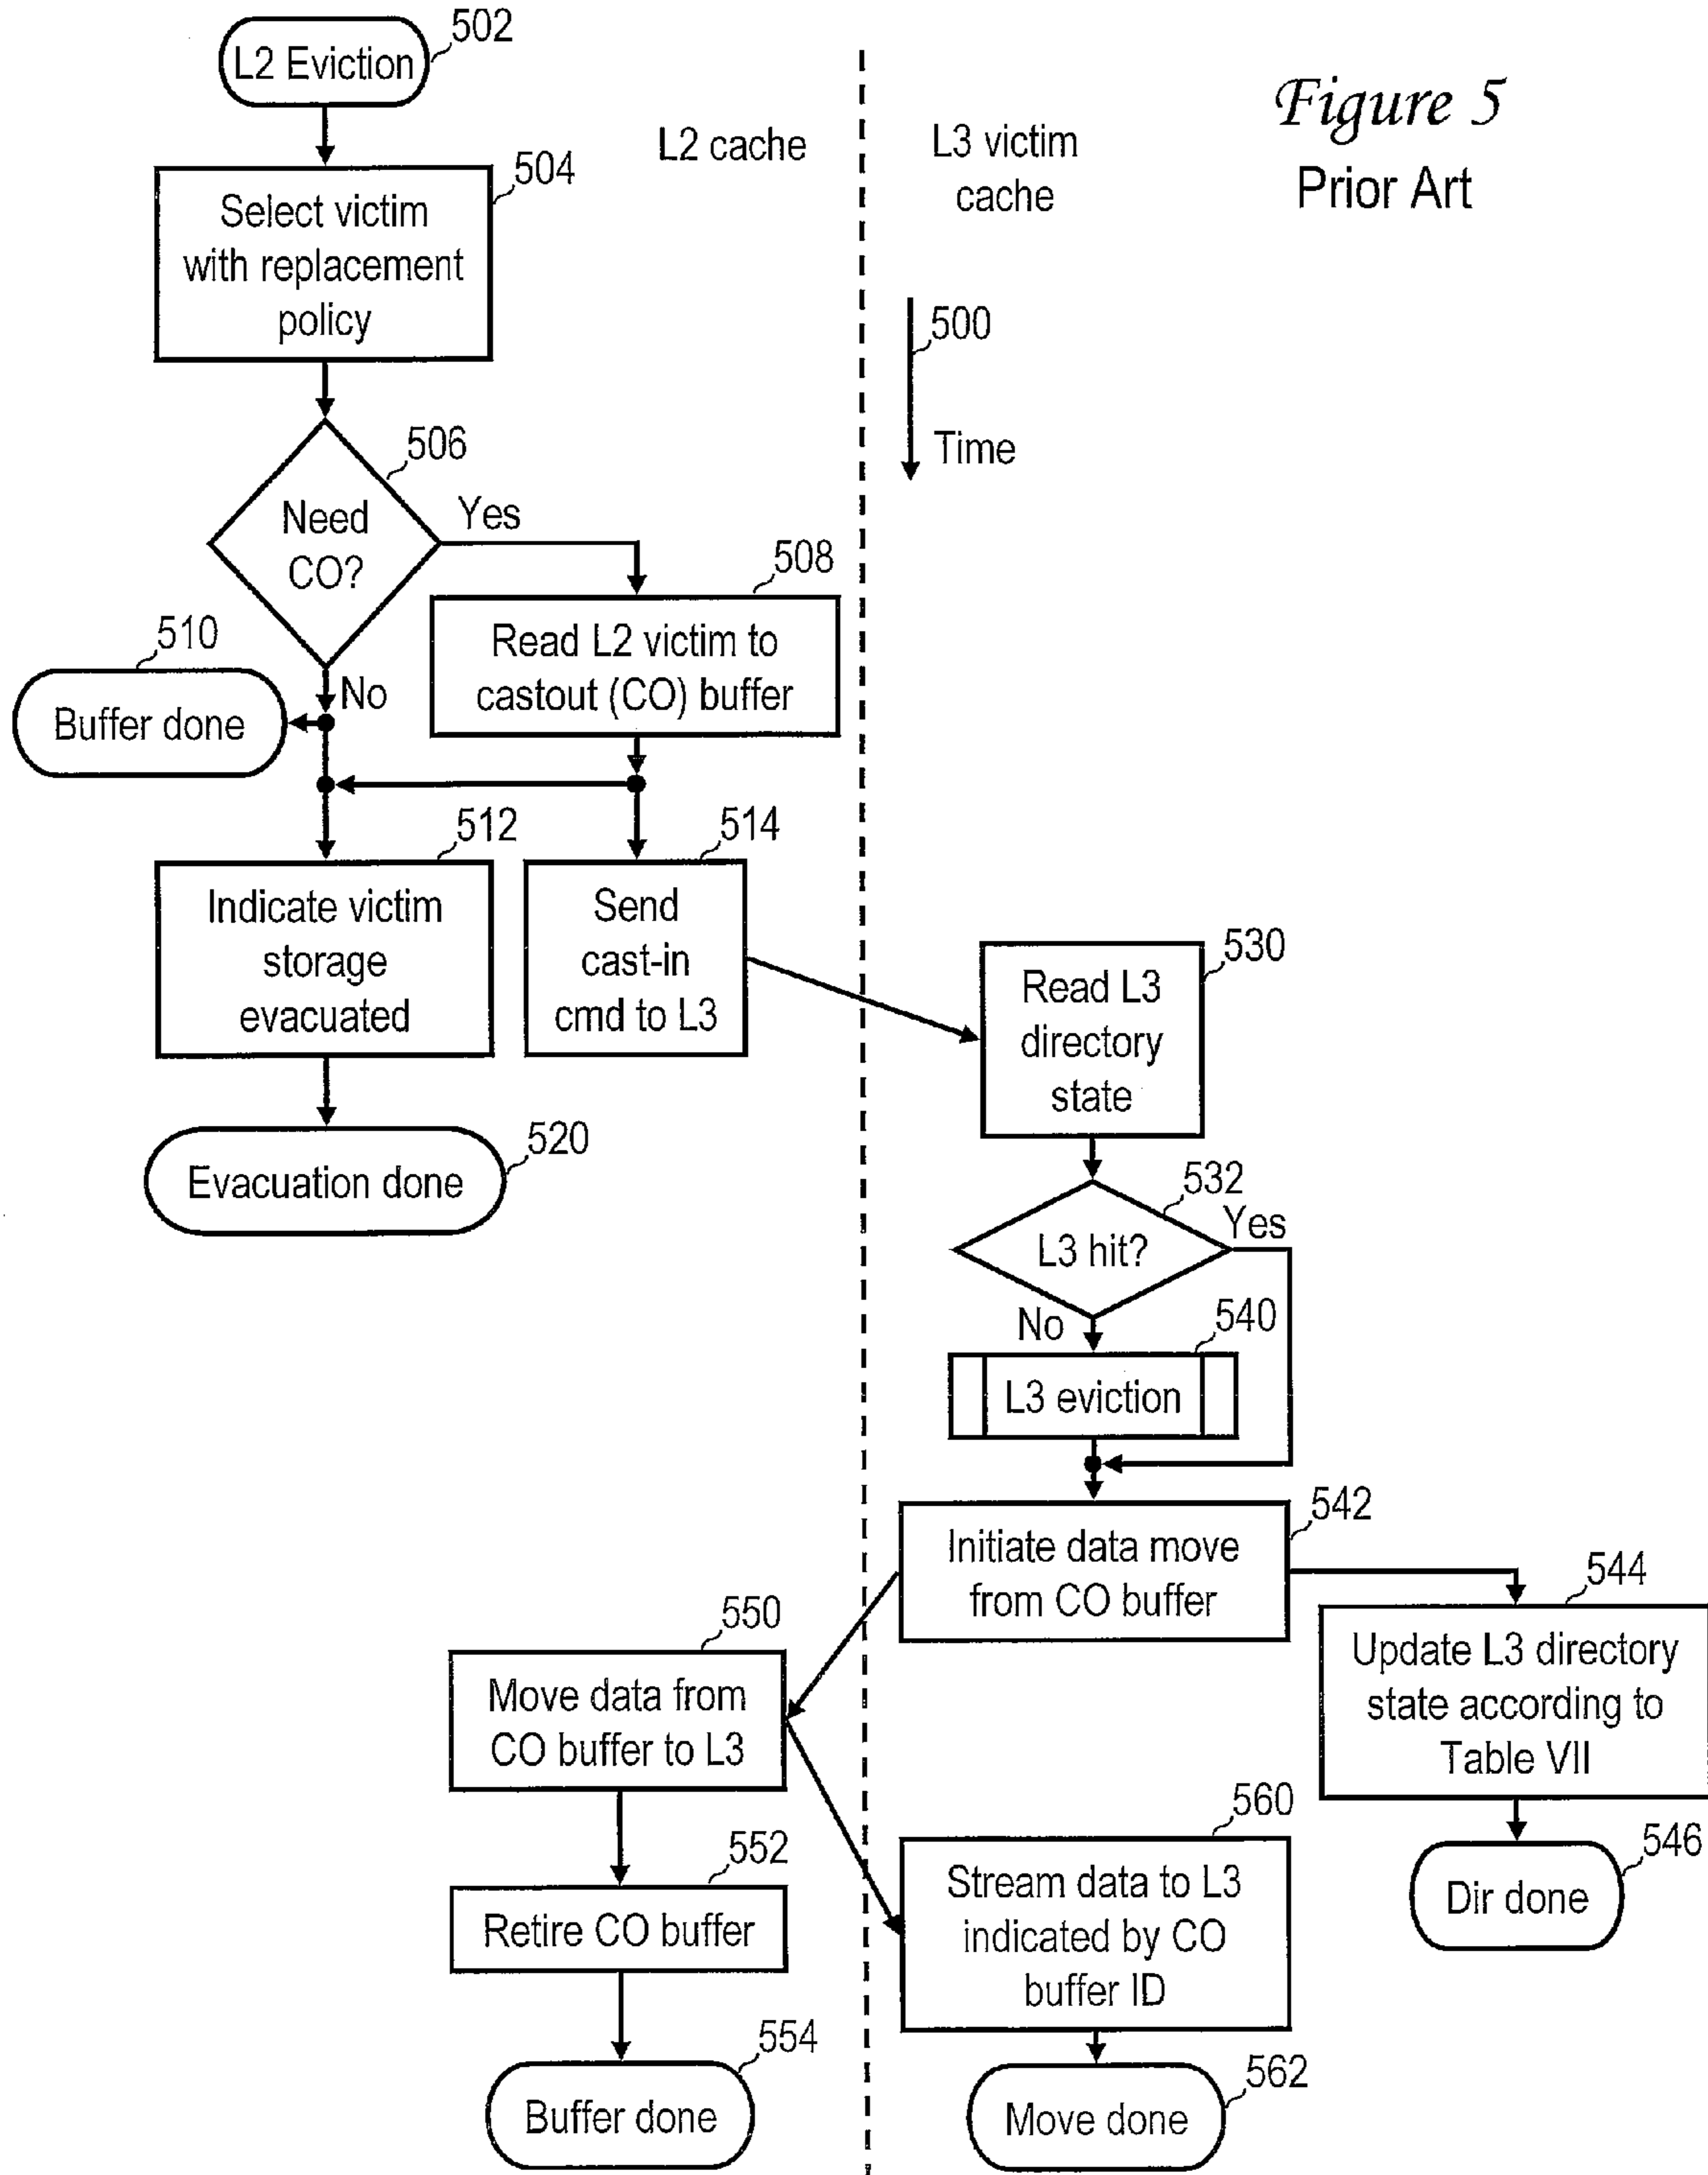 Figure 5
Prior Art
L2 cache
L3 victim
cache
500
Time
502
L2 Eviction
504
Select victim
with replacement
policy
506
Need
CO?
Yes
No
508
Read L2 victim to
castout (CO) buffer
510
Buffer done
512
Indicate victim
storage
evacuated
514
Send
cast-in
cmd to L3
520
Evacuation done
530
Read L3
directory
state
532
L3 hit?
Yes
No
540
L3 eviction
542
Initiate data move
from CO buffer
544
Update L3 directory
state according to
Table VII
546
Dir done
550
Move data from
CO buffer to L3
552
Retire CO buffer
554
Buffer done
560
Stream data to L3
indicated by CO
buffer ID
562
Move done